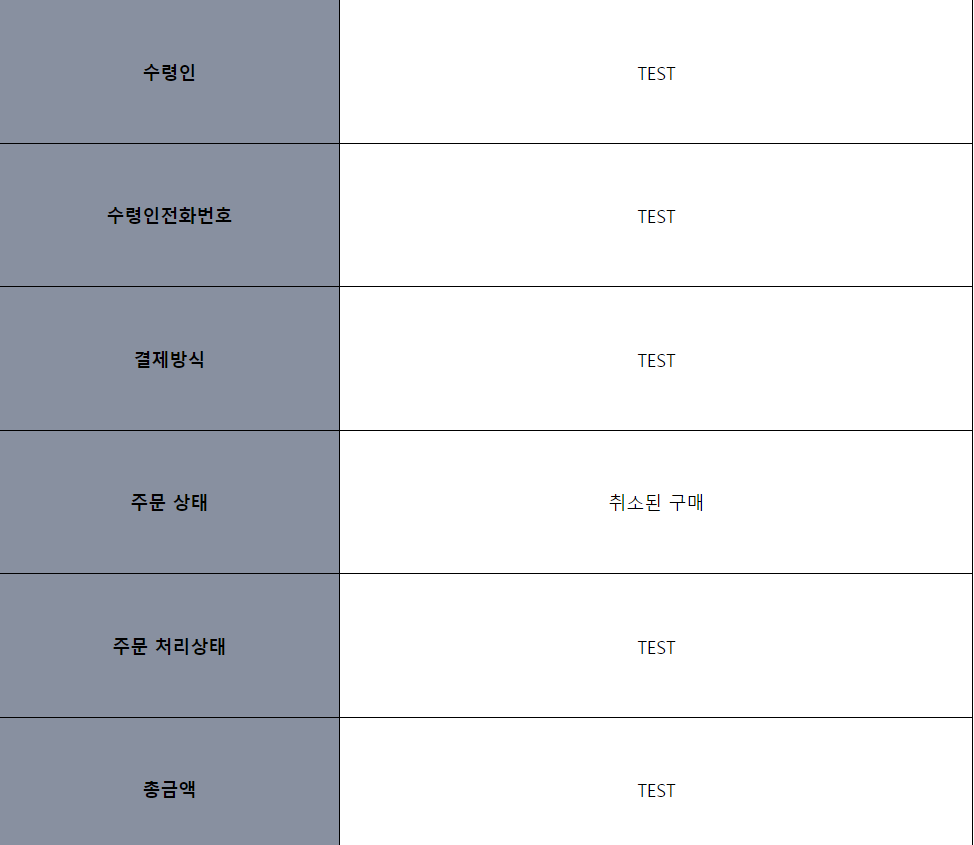 수령인 TEST
수령인전화번호 TEST
결제방식 TEST
주문 상태 취소된 구매
주문 처리상태 TEST
총금액 TEST